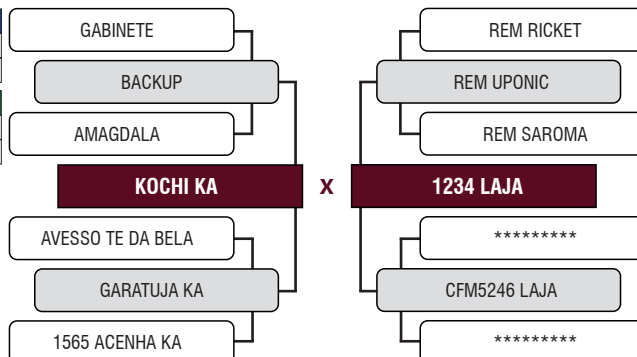 GABINETE
BACKUP
AMAGDALA
KOCHI KA
AVESSO TE DA BELA
GARATUJA KA
1565 ACENHA KA
X
REM RICKET
REM UPONIC
REM SAROMA
1234 LAJA
*********
CFM5246 LAJA
*********